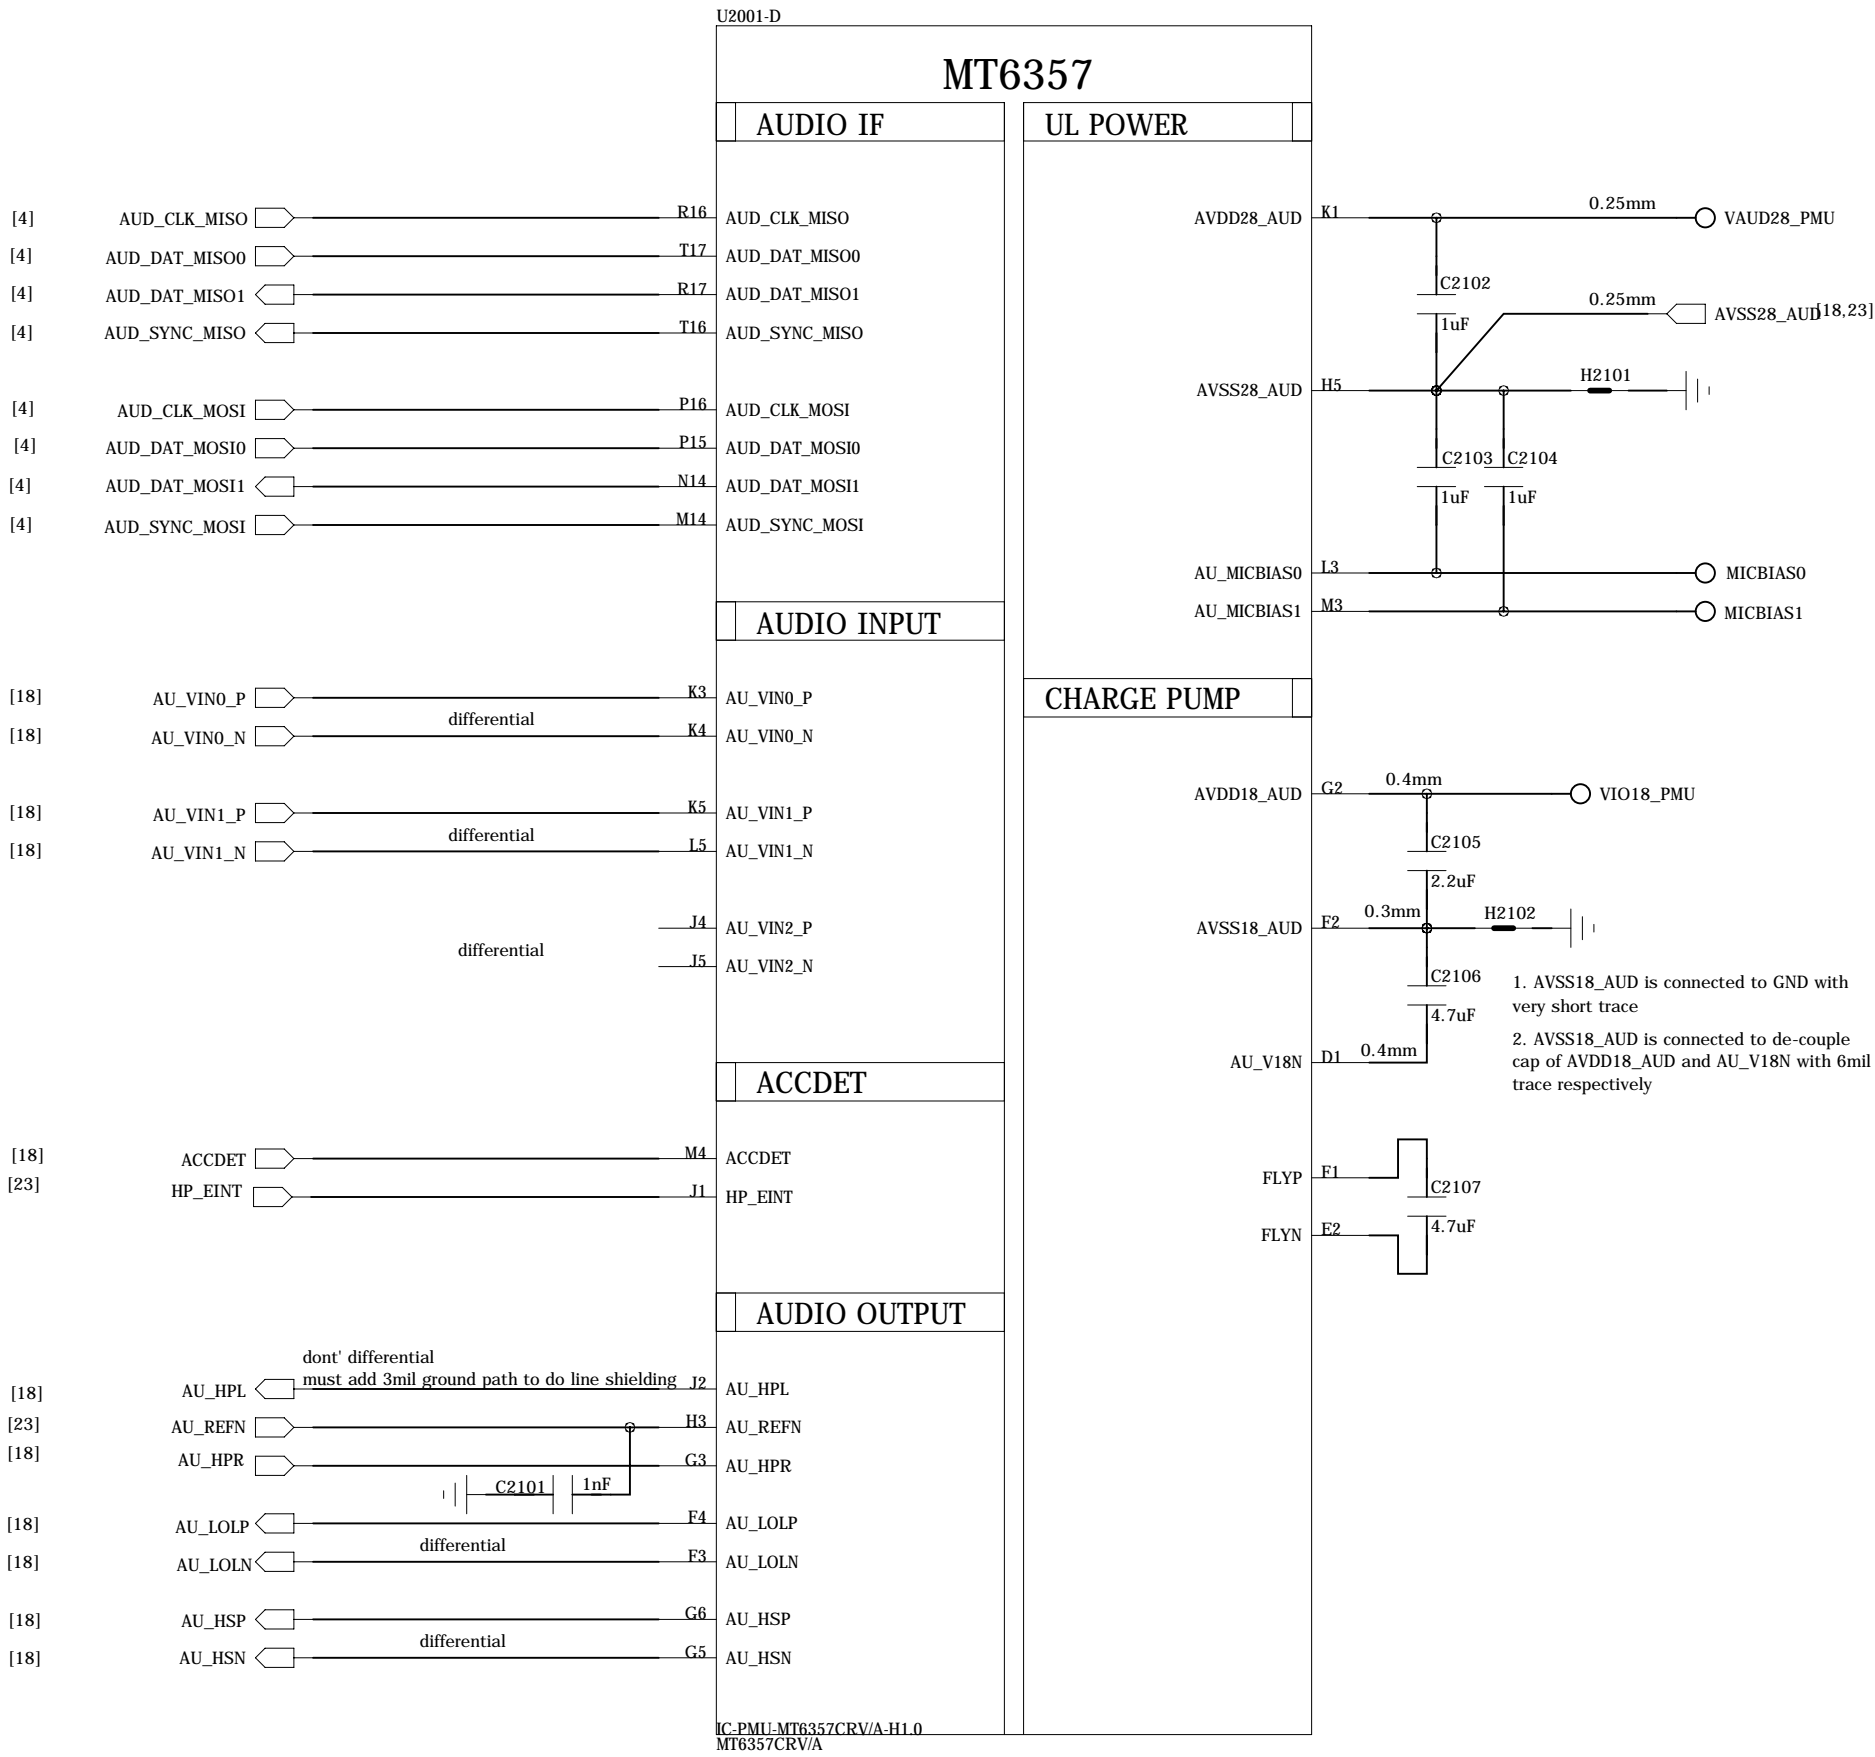 U2001-D
MT6357
AUDIO IF
UL POWER
[4] AUD_CLK_MISO R16 AUD_CLK_MISO
[4] AUD_DAT_MISO0 T17 AUD_DAT_MISO0
[4] AUD_DAT_MISO1 R17 AUD_DAT_MISO1
[4] AUD_SYNC_MISO T16 AUD_SYNC_MISO
[4] AUD_CLK_MOSI P16 AUD_CLK_MOSI
[4] AUD_DAT_MOSI0 P15 AUD_DAT_MOSI0
[4] AUD_DAT_MOSI1 N14 AUD_DAT_MOSI1
[4] AUD_SYNC_MOSI M14 AUD_SYNC_MOSI
AVDD28_AUD K1 0.25mm VAUD28_PMU
C2102
1uF
0.25mm AVSS28_AUD [18,23]
AVSS28_AUD H5 H2101
C2103 C2104
1uF 1uF
AU_MICBIAS0 L3 MICBIAS0
AU_MICBIAS1 M3 MICBIAS1
AUDIO INPUT
[18] AU_VIN0_P K3 AU_VIN0_P
differential
[18] AU_VIN0_N K4 AU_VIN0_N
[18] AU_VIN1_P K5 AU_VIN1_P
differential
[18] AU_VIN1_N L5 AU_VIN1_N
J4 AU_VIN2_P
differential
J5 AU_VIN2_N
CHARGE PUMP
AVDD18_AUD G2 0.4mm VIO18_PMU
C2105
2.2uF
AVSS18_AUD F2 0.3mm H2102
C2106
4.7uF
1. AVSS18_AUD is connected to GND with
very short trace
2. AVSS18_AUD is connected to de-couple
cap of AVDD18_AUD and AU_V18N with 6mil
trace respectively
AU_V18N D1 0.4mm
ACCDET
[18] ACCDET M4 ACCDET
[23] HP_EINT J1 HP_EINT
FLYP F1
C2107
4.7uF
FLYN E2
AUDIO OUTPUT
dont' differential
must add 3mil ground path to do line shielding
[18] AU_HPL J2 AU_HPL
[23] AU_REFN H3 AU_REFN
[18] AU_HPR G3 AU_HPR
C2101 1nF
[18] AU_LOLP F4 AU_LOLP
differential
[18] AU_LOLN F3 AU_LOLN
[18] AU_HSP G6 AU_HSP
differential
[18] AU_HSN G5 AU_HSN
IC-PMU-MT6357CRV/A-H1.0
MT6357CRV/A